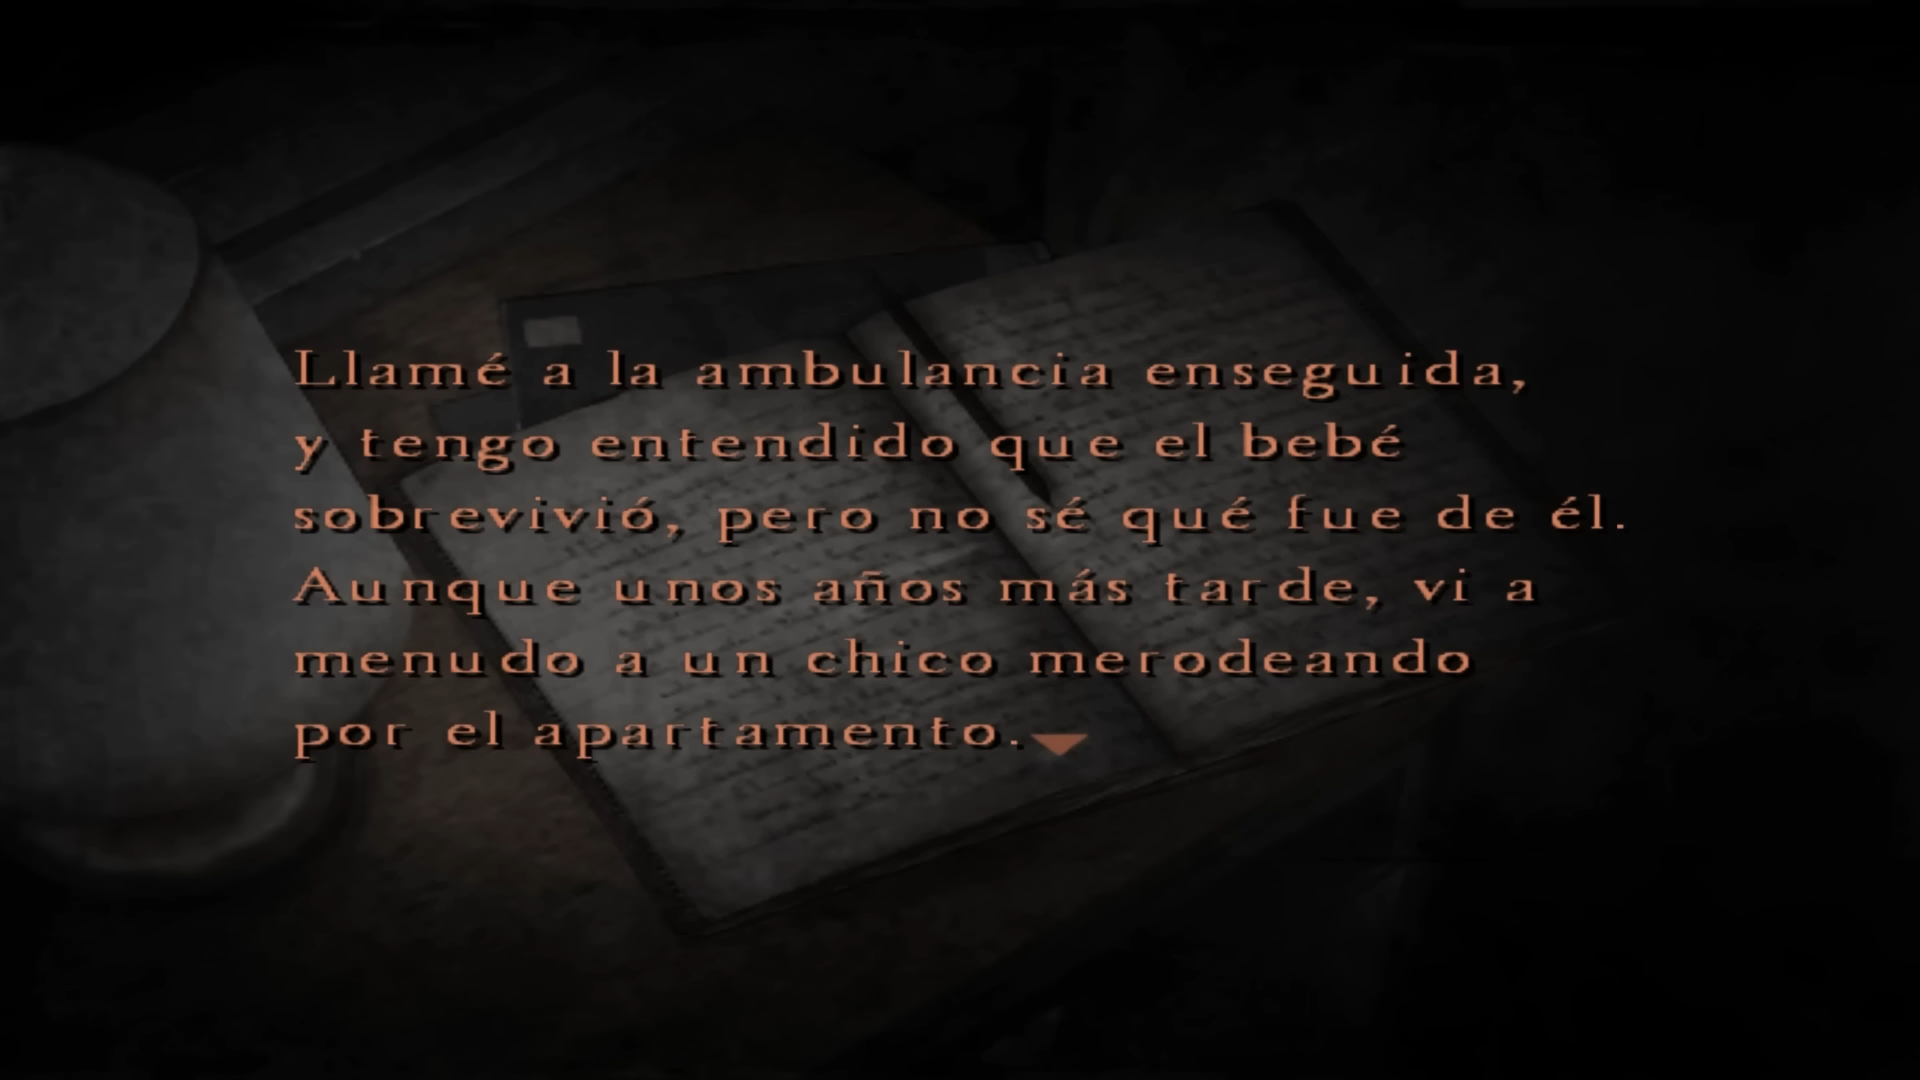 Llamé a la ambulancia enseguida,
y tengo entendido que el bebé
sobrevivió, pero no sé qué fue de él.
Aunque unos años más tarde, vi a
menudo a un chico merodeando
por el apartamento.